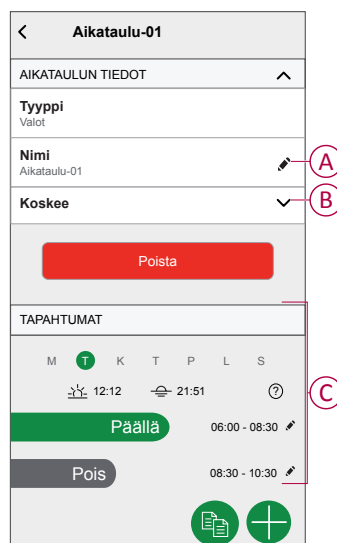 Aikataulu-01
AIKATAULUN TIEDOT
Tyyppi
Valot
Nimi
Aikataulu-01
A
Koskee
B
Poista
TAPAHTUMAT
M T K T P L S
12:12 21:51 ?
C
Päällä 06:00 - 08:30
Pois 08:30 - 10:30